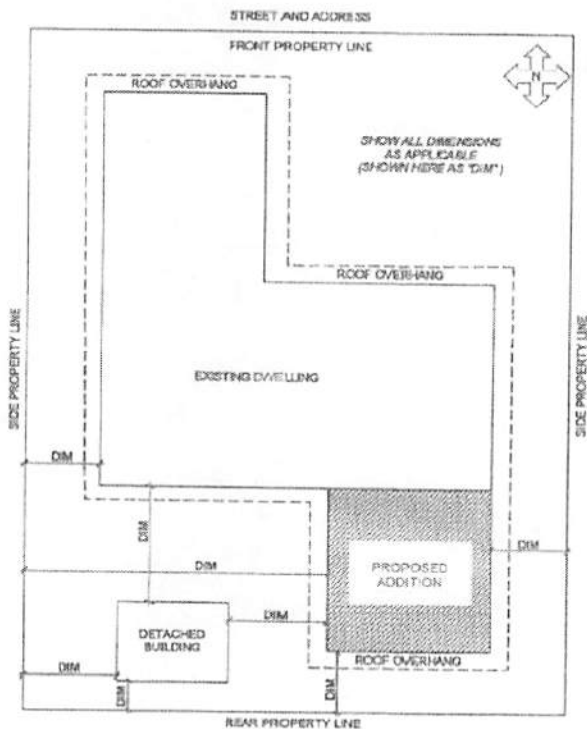 STREET AND ADDRESS
FRONT PROPERTY LINE
N
ROOF OVERHANG
SHOW ALL DIMENSIONS
AS APPLICABLE
(SHOWN HERE AS "DIM")
ROOF OVERHANG
SIDE PROPERTY LINE
SIDE PROPERTY LINE
EXISTING DWELLING
DIM
DIM
DIM
DIM
PROPOSED
ADDITION
DIM
DETACHED
BUILDING
DIM
ROOF OVERHANG
DIM
DIM
REAR PROPERTY LINE